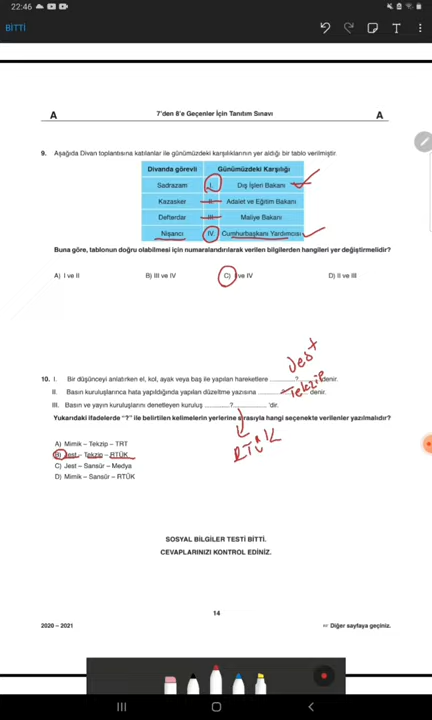 22:46
BİTTİ
A 7'den 8'e Geçenler İçin Tanıtım Sınavı A
9. Aşağıda Divan toplantısına katılanlar ile günümüzdeki karşılıklarının yer aldığı bir tablo verilmiştir.
Divanda görevli Günümüzdeki Karşılığı
Sadrazam I Dış İşleri Bakanı
Kazasker II Adalet ve Eğitim Bakanı
Defterdar III Maliye Bakanı
Nişancı IV Cumhurbaşkanı Yardımcısı
Buna göre, tablonun doğru olabilmesi için numaralandırılarak verilen bilgilerden hangileri yer değiştirmelidir?
A) I ve II B) III ve IV C) I ve IV D) II ve III
Jest
10. I. Bir düşünceyi anlatırken el, kol, ayak veya baş ile yapılan hareketlere ...........?............denir.
II. Basın kuruluşlarına hata yapıldığında yapılan düzeltme yazısına ........... Tekzip denir.
III. Basın ve yayın kuruluşlarını denetleyen kuruluş ...........?...........'dir.
Yukarıdaki ifadelerde "?" ile belirtilen kelimelerin yerlerine sırasıyla hangi seçenekte verilenler yazılmalıdır?
RTÜK
A) Mimik – Tekzip – TRT
B) Jest – Tekzip – RTÜK
C) Jest – Sansür – Medya
D) Mimik – Sansür – RTÜK
SOSYAL BİLGİLER TESTİ BİTTİ.
CEVAPLARINIZI KONTROL EDİNİZ.
14
2020 – 2021 Diğer sayfaya geçiniz.